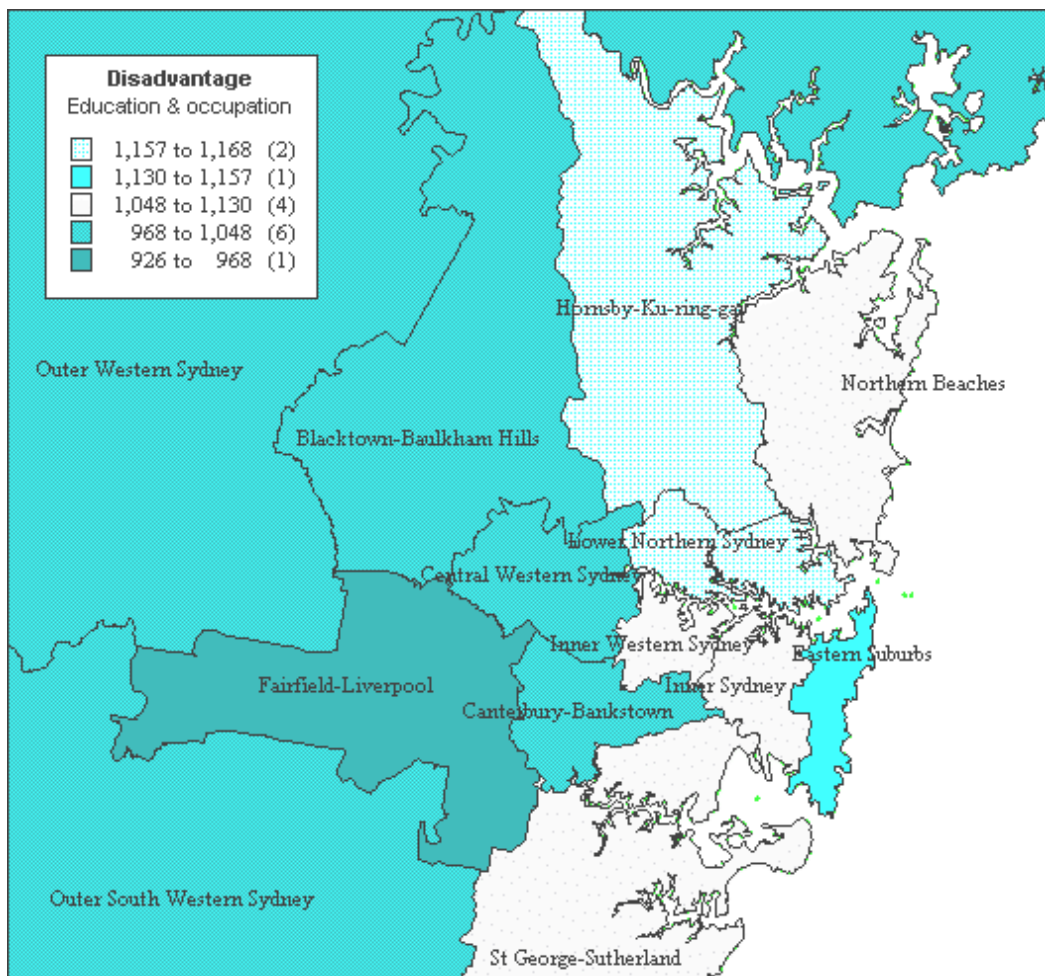 Disadvantage
Education & occupation
1,157 to 1,168 (2)
1,130 to 1,157 (1)
1,048 to 1,130 (4)
968 to 1,048 (6)
926 to 968 (1)
Hornsby-Ku-ring-gai
Outer Western Sydney
Northern Beaches
Blacktown-Baulkham Hills
Lower Northern Sydney
Central Western Sydney
Inner Western Sydney
Eastern Suburbs
Fairfield-Liverpool
Inner Sydney
Canterbury-Bankstown
Outer South Western Sydney
St George-Sutherland